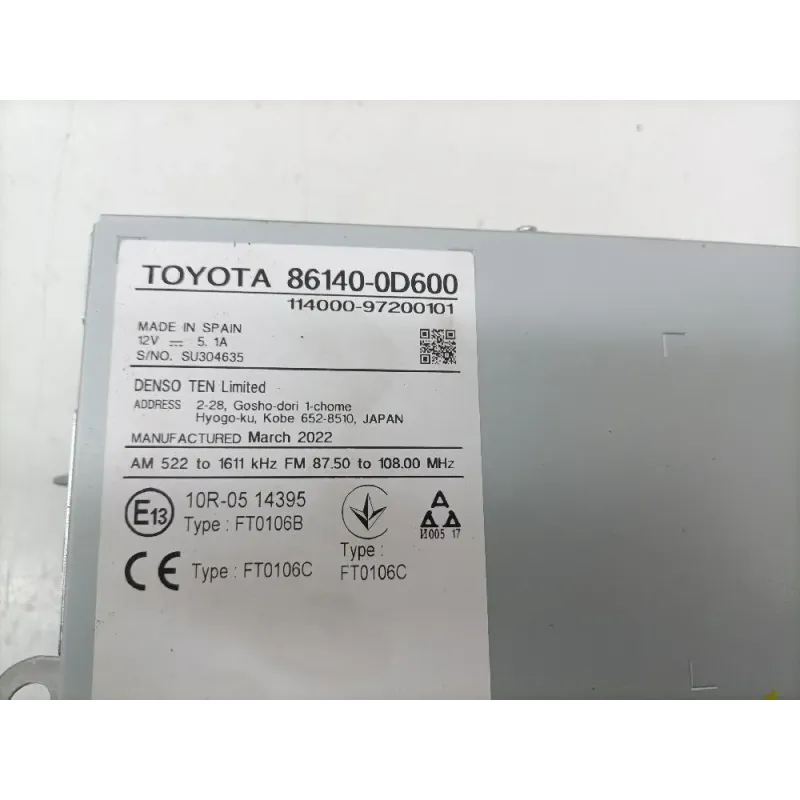 TOYOTA 86140-0D600
114000-97200101
MADE IN SPAIN
12V ⎓ 5. 1A
S/NO. SU304635
DENSO TEN Limited
ADDRESS 2-28, Gosho-dori 1-chome
Hyogo-ku, Kobe 652-8510, JAPAN
MANUFACTURED March 2022
AM 522 to 1611 kHz FM 87.50 to 108.00 MHz
E13 10R-05 14395
Type : FT0106B
CE Type : FT0106C
Type :
FT0106C
A
A A
И005 17